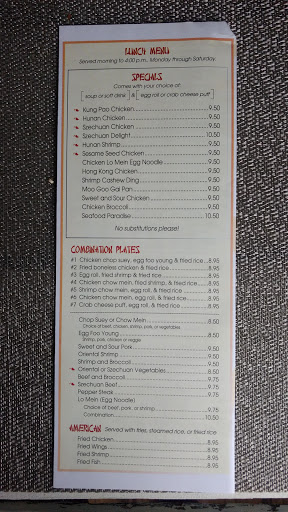 LUNCH MENU
Served morning to 4:00 p.m., Monday through Saturday
SPECIALS
Comes with your choice of:
soup or soft drink & egg roll or crab cheese puff
Kung Pao Chicken 9.50
Hunan Chicken 9.50
Szechuan Chicken 9.50
Szechuan Delight 10.50
Hunan Shrimp 9.50
Sesame Seed Chicken 9.50
Chicken Lo Mein Egg Noodle 9.50
Hong Kong Chicken 9.50
Shrimp Cashew Ding 9.50
Moo Goo Gai Pan 9.50
Sweet and Sour Chicken 9.50
Chicken Broccoli 9.50
Seafood Paradise 10.50
No substitutions please!
COMBINATION PLATES
#1 Chicken chop suey, egg foo young & fried rice 8.95
#2 Fried boneless chicken & fried rice 8.95
#3 Egg roll, fried shrimp & fried rice 8.95
#4 Chicken chow mein, fried shrimp, & fried rice 8.95
#5 Shrimp chow mein, egg roll, & fried rice 8.95
#6 Chicken chow mein, egg roll, & fried rice 8.95
#7 Crab cheese puff, egg roll, & fried rice 8.95
Chop Suey or Chow Mein 8.50
Choice of beef, chicken, shrimp, pork, or vegetables
Egg Foo Young 8.50
Shrimp, pork, chicken or veggie
Sweet and Sour Pork 8.50
Oriental Shrimp 9.50
Shrimp and Broccoli 9.50
Oriental or Szechuan Vegetables 8.50
Beef and Broccoli 9.75
Szechuan Beef 9.75
Pepper Steak 9.75
Lo Mein (Egg Noodle)
Choice of beef, pork, or shrimp 9.75
Combination 10.50
AMERICAN Served with fries, steamed rice, or fried rice
Fried Chicken 8.95
Fried Wings 8.95
Fried Shrimp 8.95
Fried Fish 8.95